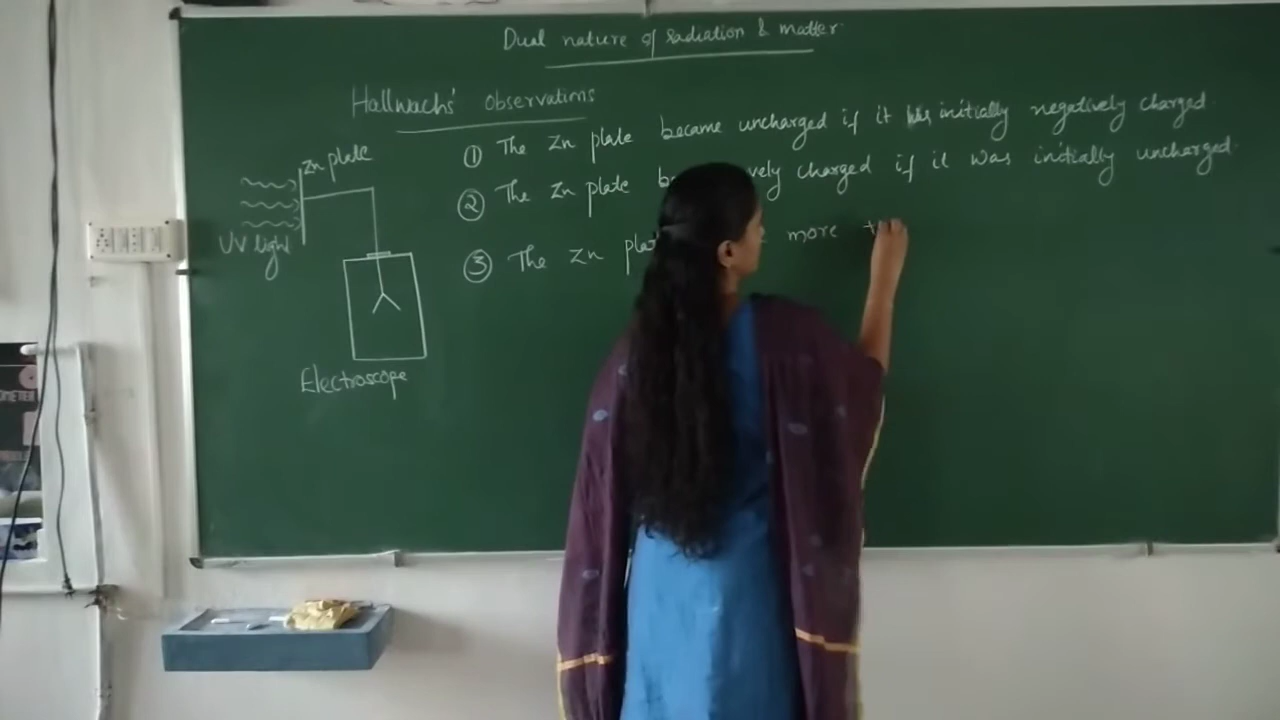 Dual nature of radiation & matter
Hallwachs' observations
① The Zn plate became uncharged if it was initially negatively charged.
② The Zn plate vely charged if it was initially uncharged.
③ The Zn plat more
Zn plate
UV light
Electroscope